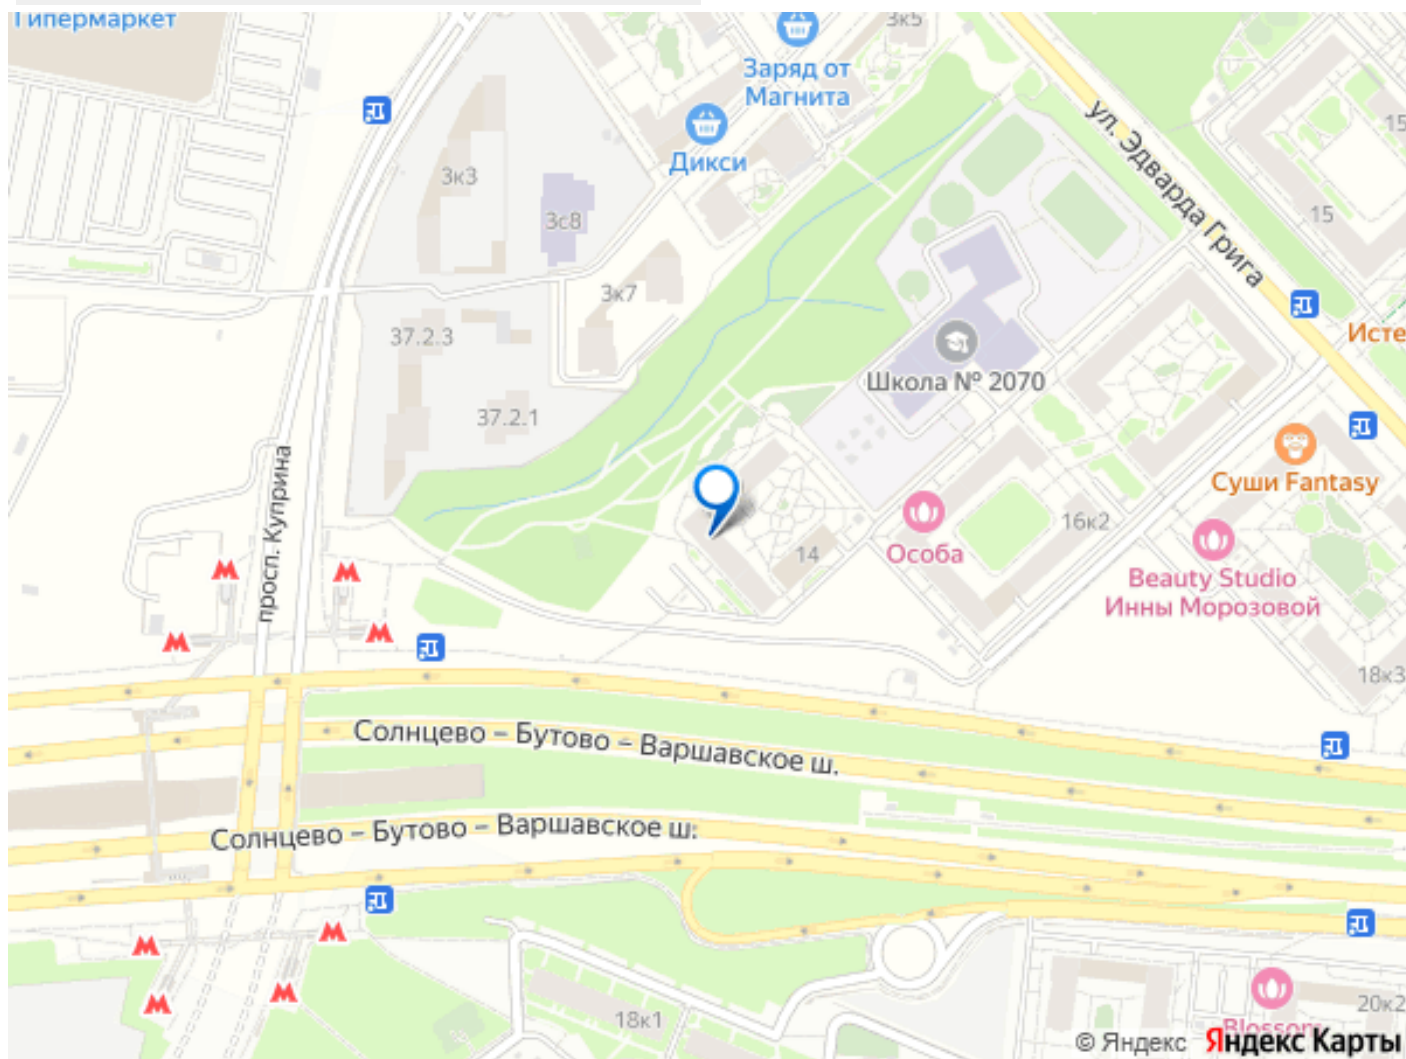 Гипермаркет
3к5
Заряд от
Магнита
ул. Эдварда Грига
15
Дикси
3к3
3с8
15
3к7
37.2.3
Исте
Школа № 2070
37.2.1
Суши Fantasy
просп. Куприна
16к2
Особа
14
Beauty Studio
Инны Морозовой
18к3
Солнцево – Бутово – Варшавское ш.
Солнцево – Бутово – Варшавское ш.
18к1
20к2
Blossom
© Яндекс Яндекс Карты